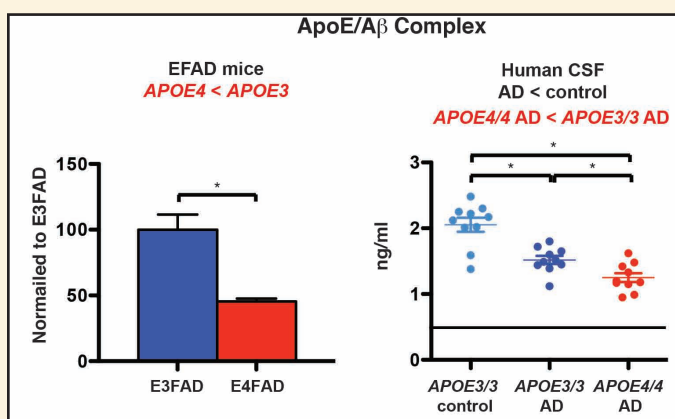 ApoE/Aβ Complex
EFAD mice
APOE4 < APOE3
Normailed to E3FAD
150
100
50
0
*
E3FAD
E4FAD
Human CSF
AD < control
APOE4/4 AD < APOE3/3 AD
ng/ml
3
2
1
0
*
* *
APOE3/3 APOE3/3 APOE4/4
control AD AD